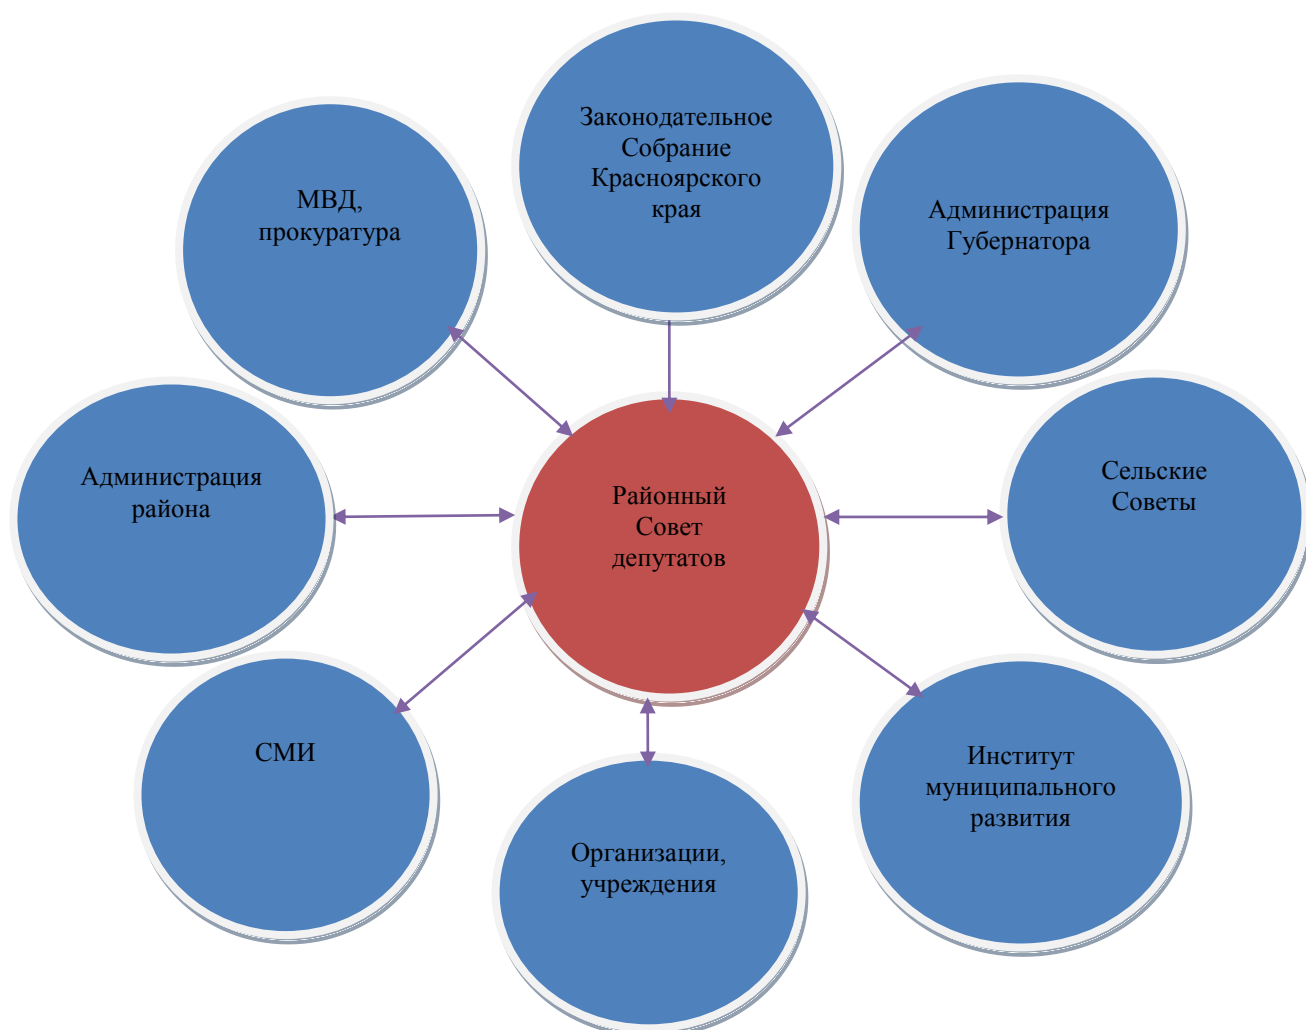 Законодательное
Собрание
Красноярского
края
МВД,
прокуратура
Администрация
Губернатора
Администрация
района
Районный
Совет
депутатов
Сельские
Советы
СМИ
Институт
муниципального
развития
Организации,
учреждения